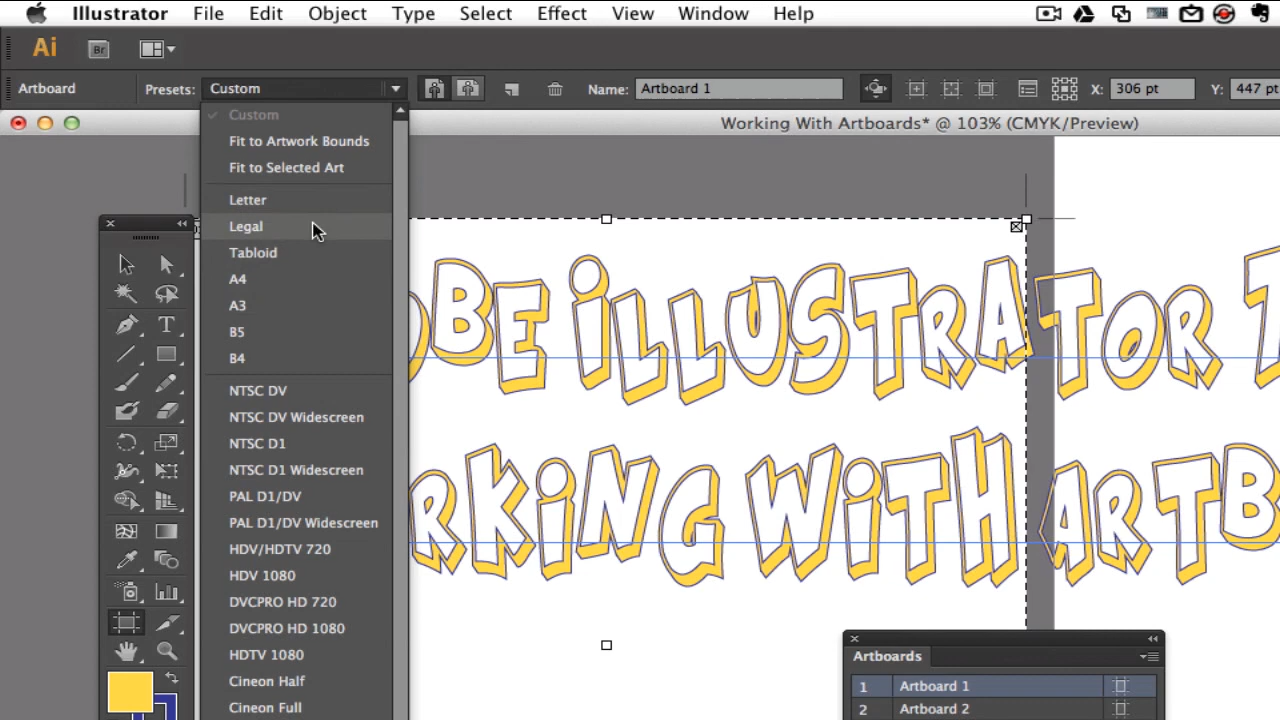 Illustrator File Edit Object Type Select Effect View Window Help
Ai Br
Artboard Presets: Custom Name: Artboard 1 X: 306 pt Y: 447 pt
Working With Artboards* @ 103% (CMYK/Preview)
Custom
Fit to Artwork Bounds
Fit to Selected Art
Letter
Legal
Tabloid
A4
A3
B5
B4
NTSC DV
NTSC DV Widescreen
NTSC D1
NTSC D1 Widescreen
PAL D1/DV
PAL D1/DV Widescreen
HDV/HDTV 720
HDV 1080
DVCPRO HD 720
DVCPRO HD 1080
HDTV 1080
Cineon Half
Cineon Full
OBE ILLUSTRATOR T
RKING WITH ARTB
Artboards
1 Artboard 1
2 Artboard 2